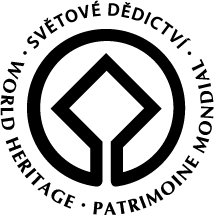 SVĚTOVÉ DĚDICTVÍ ·
WORLD HERITAGE ·
PATRIMOINE MONDIAL ·